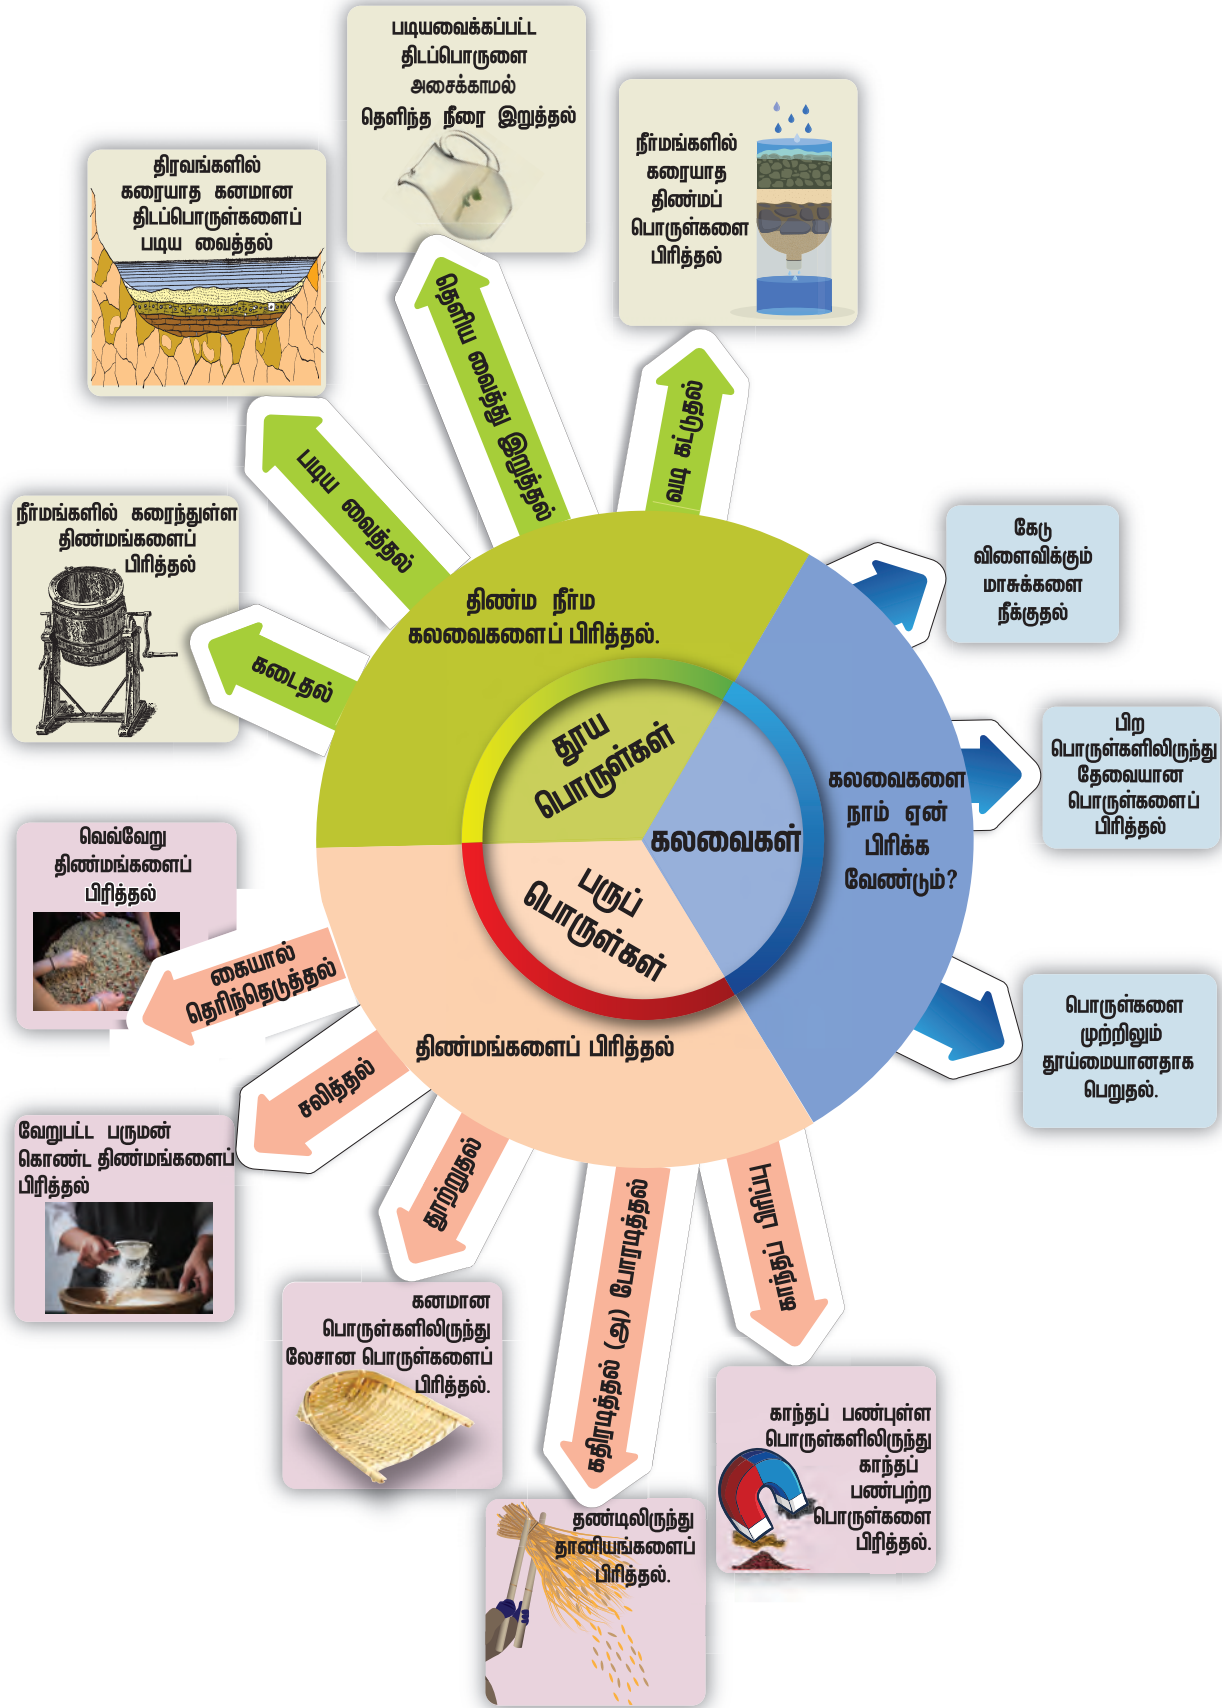 படியவைக்கப்பட்ட
திடப்பொருளை
அசைக்காமல்
தெளிந்த நீரை இறுத்தல்
நீர்மங்களில்
கரையாத
திண்மப்
பொருள்களை
பிரித்தல்
திரவங்களில்
கரையாத கனமான
திடப்பொருள்களைப்
படிய வைத்தல்
தெளிய வைத்து இறுத்தல்
வடி கட்டுதல்
படிய வைத்தல்
நீர்மங்களில் கரைந்துள்ள
திண்மங்களைப்
பிரித்தல்
கடைதல்
திண்ம நீர்ம
கலவைகளைப் பிரித்தல்.
கேடு
விளைவிக்கும்
மாசுக்களை
நீக்குதல்
பிற
பொருள்களிலிருந்து
தேவையான
பொருள்களைப்
பிரித்தல்
தூய
பொருள்கள்
கலவைகள்
பருப்
பொருள்கள்
கலவைகளை
நாம் ஏன்
பிரிக்க
வேண்டும்?
வெவ்வேறு
திண்மங்களைப்
பிரித்தல்
கையால்
தெரிந்தெடுத்தல்
பொருள்களை
முற்றிலும்
தூய்மையானதாக
பெறுதல்.
திண்மங்களைப் பிரித்தல்
சலித்தல்
வேறுபட்ட பருமன்
கொண்ட திண்மங்களைப்
பிரித்தல்
தூற்றுதல்
கதிரடித்தல் (அ) போரடித்தல்
காந்தப் பிரிப்பு
கனமான
பொருள்களிலிருந்து
லேசான பொருள்களைப்
பிரித்தல்.
காந்தப் பண்புள்ள
பொருள்களிலிருந்து
காந்தப்
பண்பற்ற
பொருள்களை
பிரித்தல்.
தண்டிலிருந்து
தானியங்களைப்
பிரித்தல்.